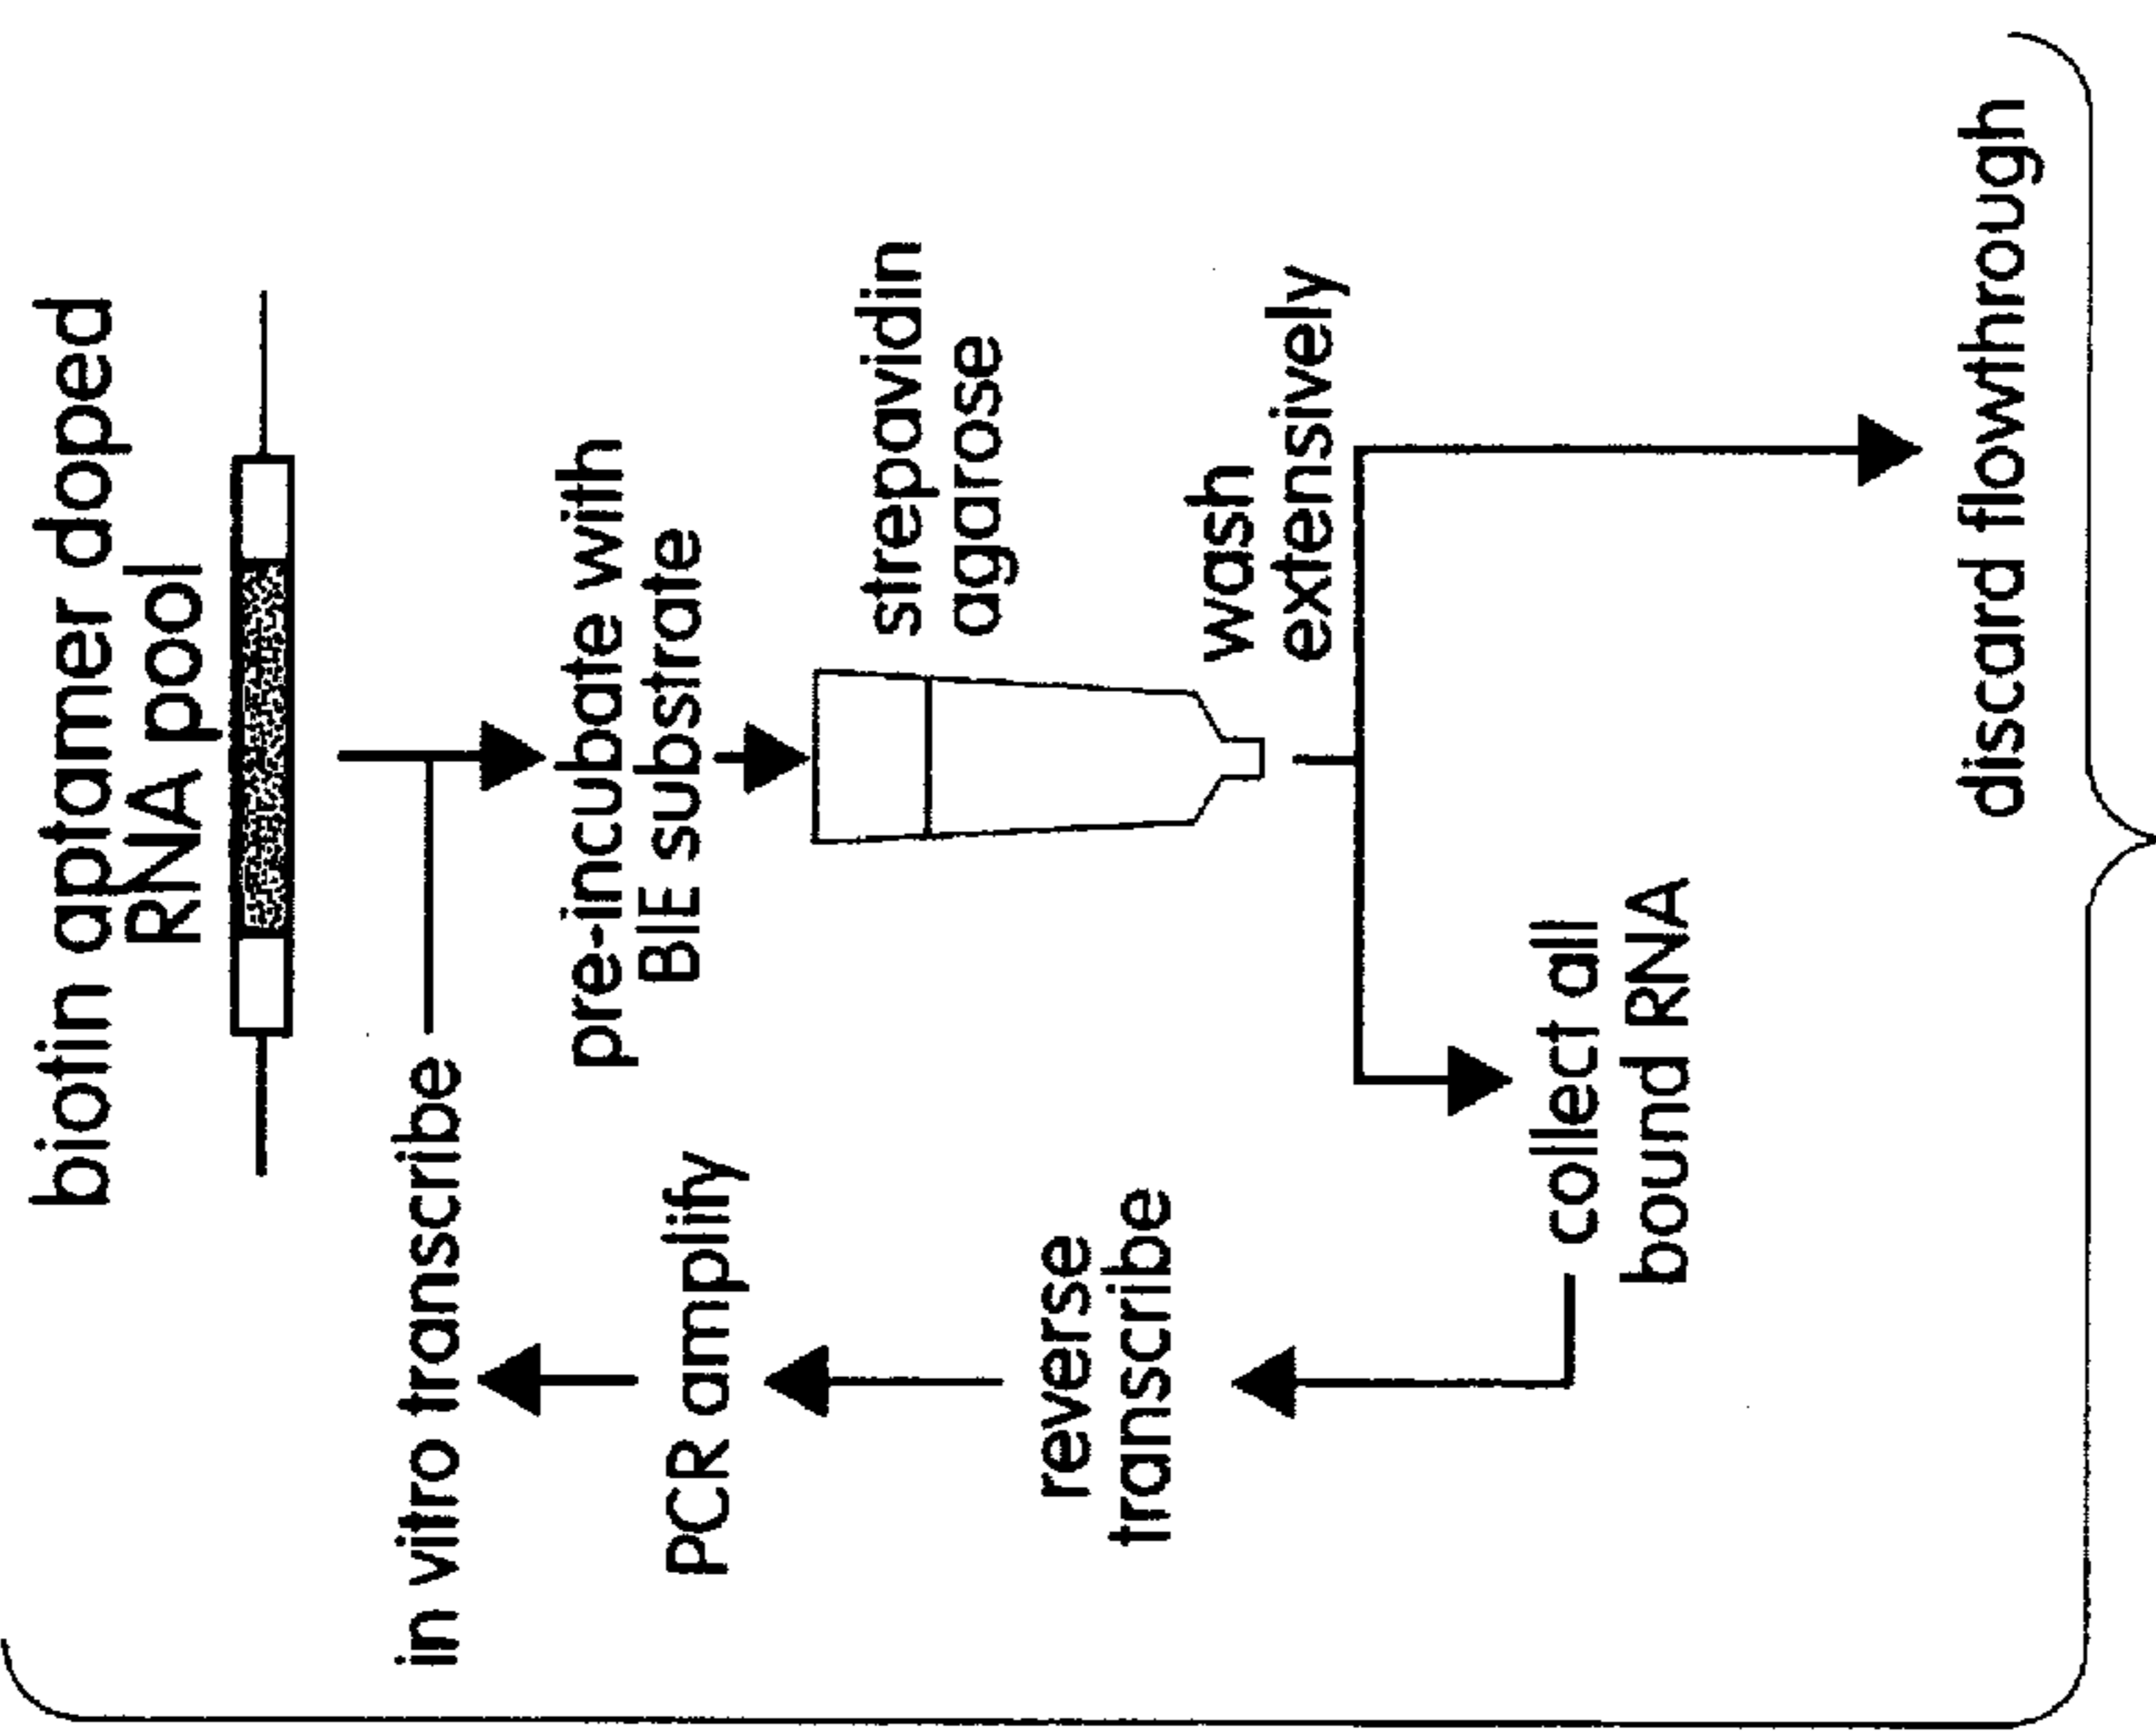 biotin aptamer doped
RNA pool
in vitro transcribe
pre-incubate with
BIE substrate
PCR amplify
strepavidin
agarose
reverse
transcribe
wash
extensively
collect all
bound RNA
discard flowthrough